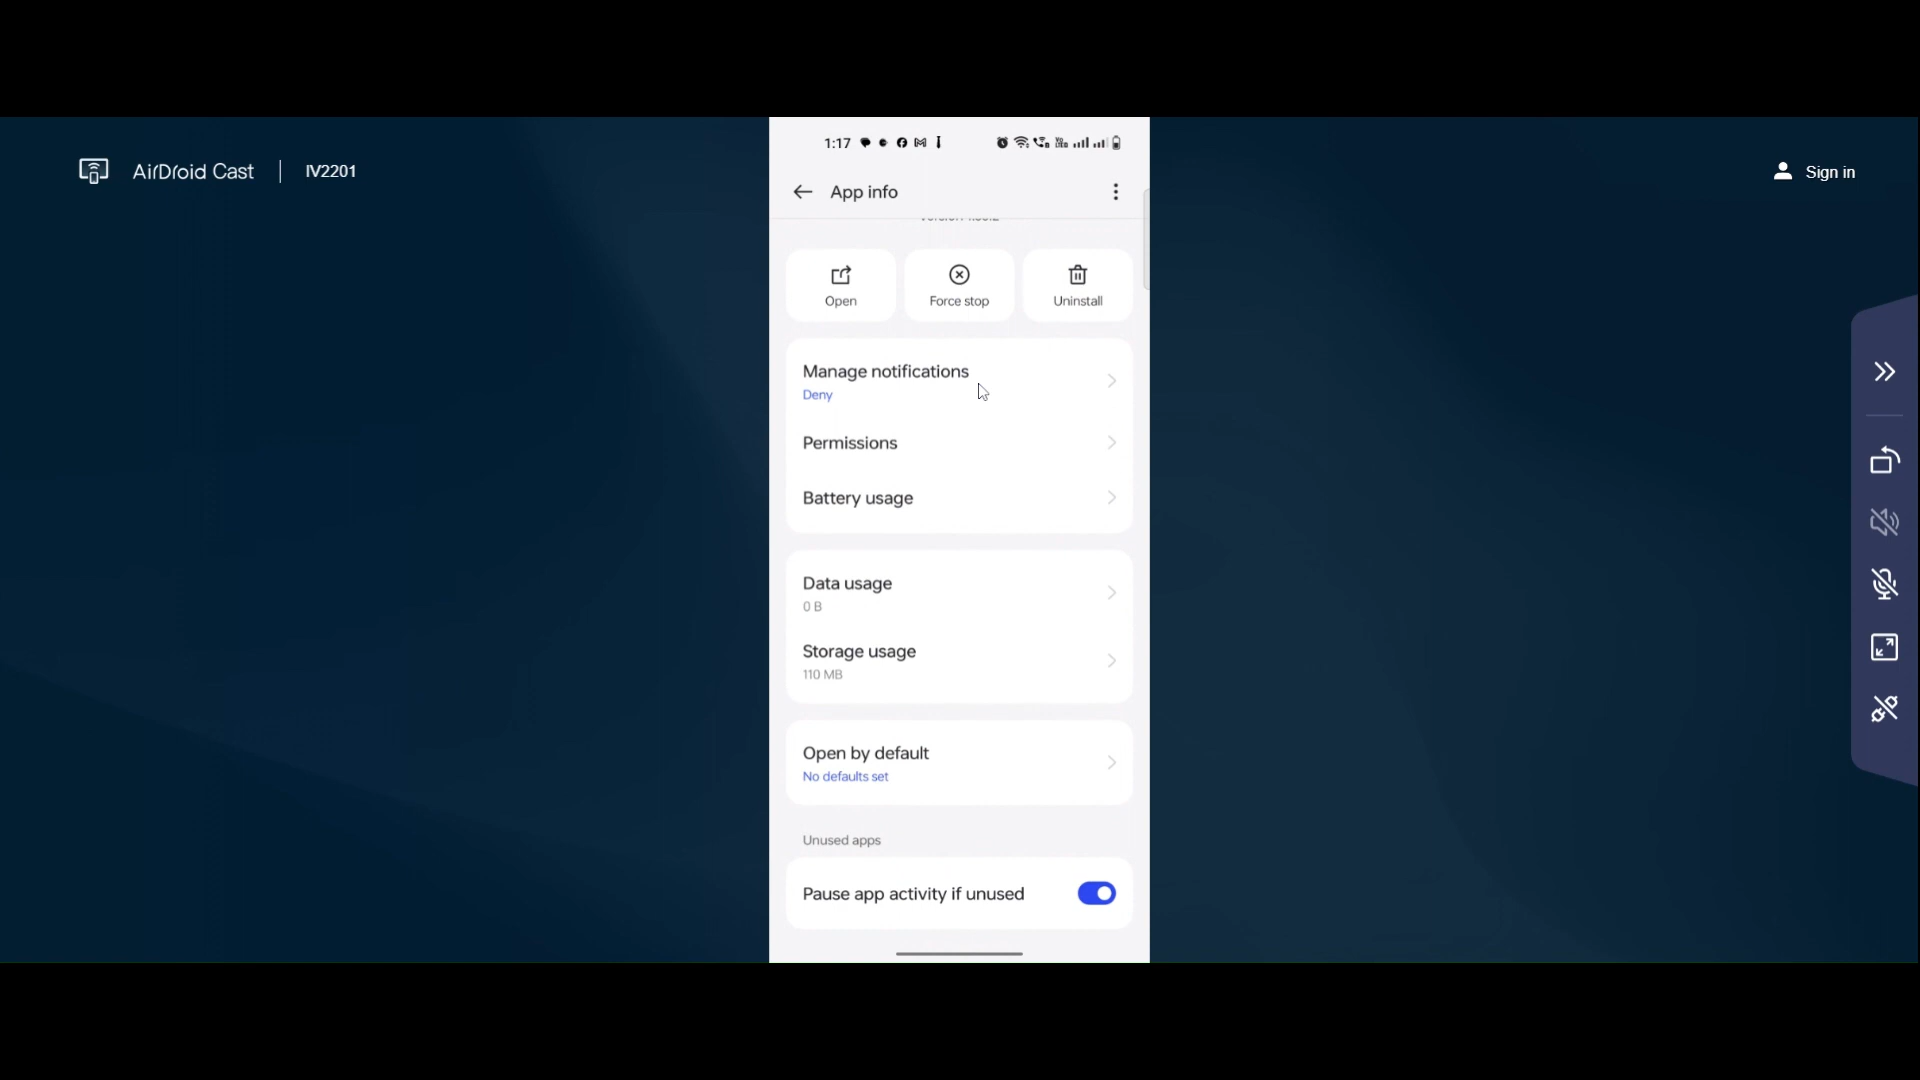 AirDroid Cast | IV2201
Sign in
1:17
App info
Open
Force stop
Uninstall
Manage notifications
Deny
Permissions
Battery usage
Data usage
0 B
Storage usage
110 MB
Open by default
No defaults set
Unused apps
Pause app activity if unused